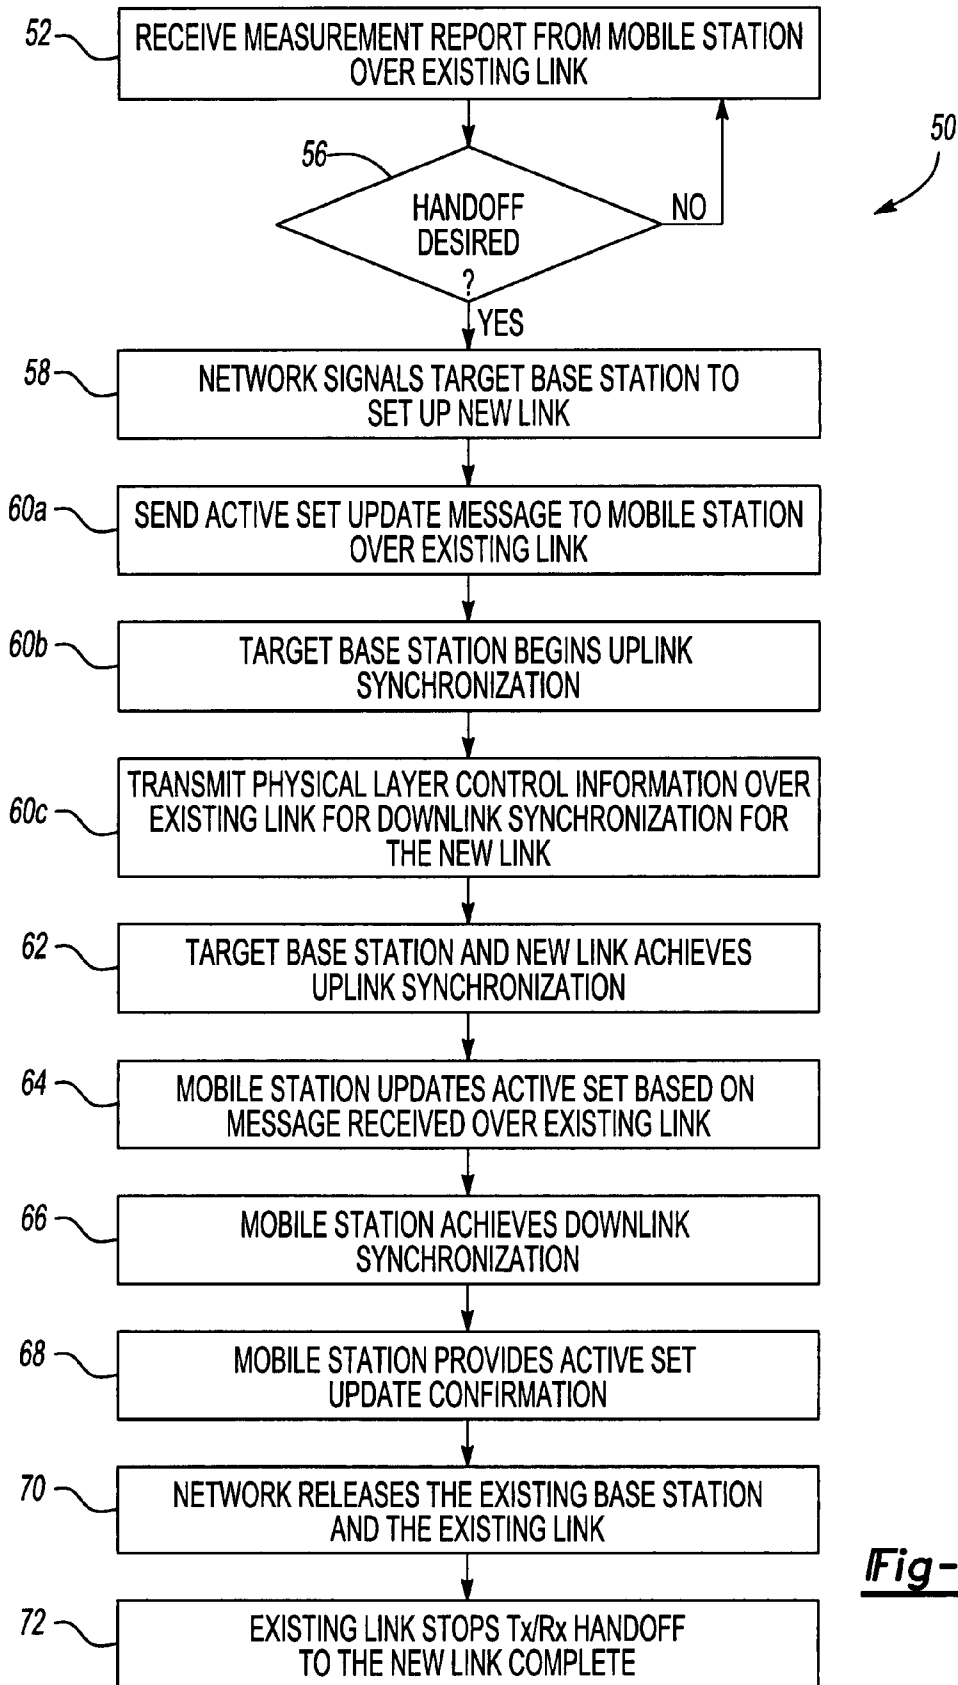 52
RECEIVE MEASUREMENT REPORT FROM MOBILE STATION
OVER EXISTING LINK
50
56
HANDOFF
DESIRED
?
NO
YES
58
NETWORK SIGNALS TARGET BASE STATION TO
SET UP NEW LINK
60a
SEND ACTIVE SET UPDATE MESSAGE TO MOBILE STATION
OVER EXISTING LINK
60b
TARGET BASE STATION BEGINS UPLINK
SYNCHRONIZATION
60c
TRANSMIT PHYSICAL LAYER CONTROL INFORMATION OVER
EXISTING LINK FOR DOWNLINK SYNCHRONIZATION FOR
THE NEW LINK
62
TARGET BASE STATION AND NEW LINK ACHIEVES
UPLINK SYNCHRONIZATION
64
MOBILE STATION UPDATES ACTIVE SET BASED ON
MESSAGE RECEIVED OVER EXISTING LINK
66
MOBILE STATION ACHIEVES DOWNLINK
SYNCHRONIZATION
68
MOBILE STATION PROVIDES ACTIVE SET
UPDATE CONFIRMATION
70
NETWORK RELEASES THE EXISTING BASE STATION
AND THE EXISTING LINK
Fig-
72
EXISTING LINK STOPS Tx/Rx HANDOFF
TO THE NEW LINK COMPLETE